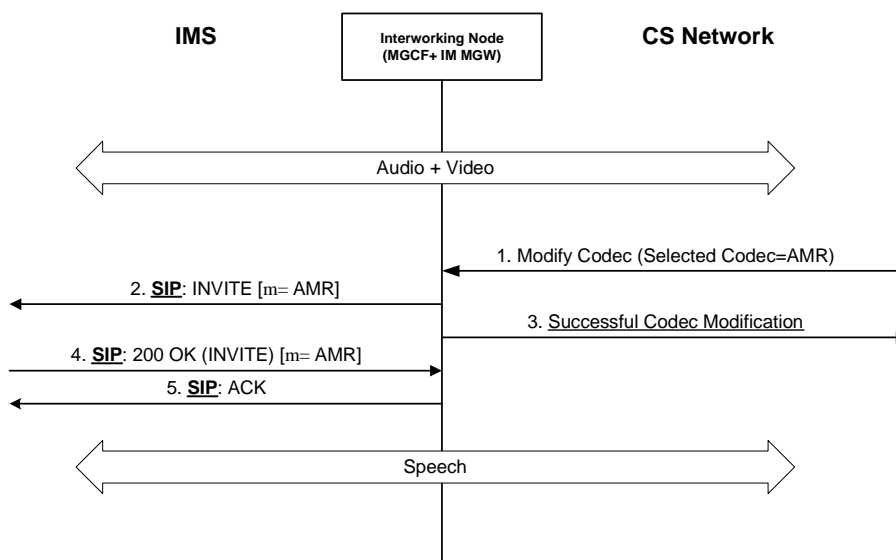 IMS
Interworking Node
(MGCF+ IM MGW)
CS Network
Audio + Video
1. Modify Codec (Selected Codec=AMR)
2. SIP: INVITE [m= AMR]
3. Successful Codec Modification
4. SIP: 200 OK (INVITE) [m= AMR]
5. SIP: ACK
Speech